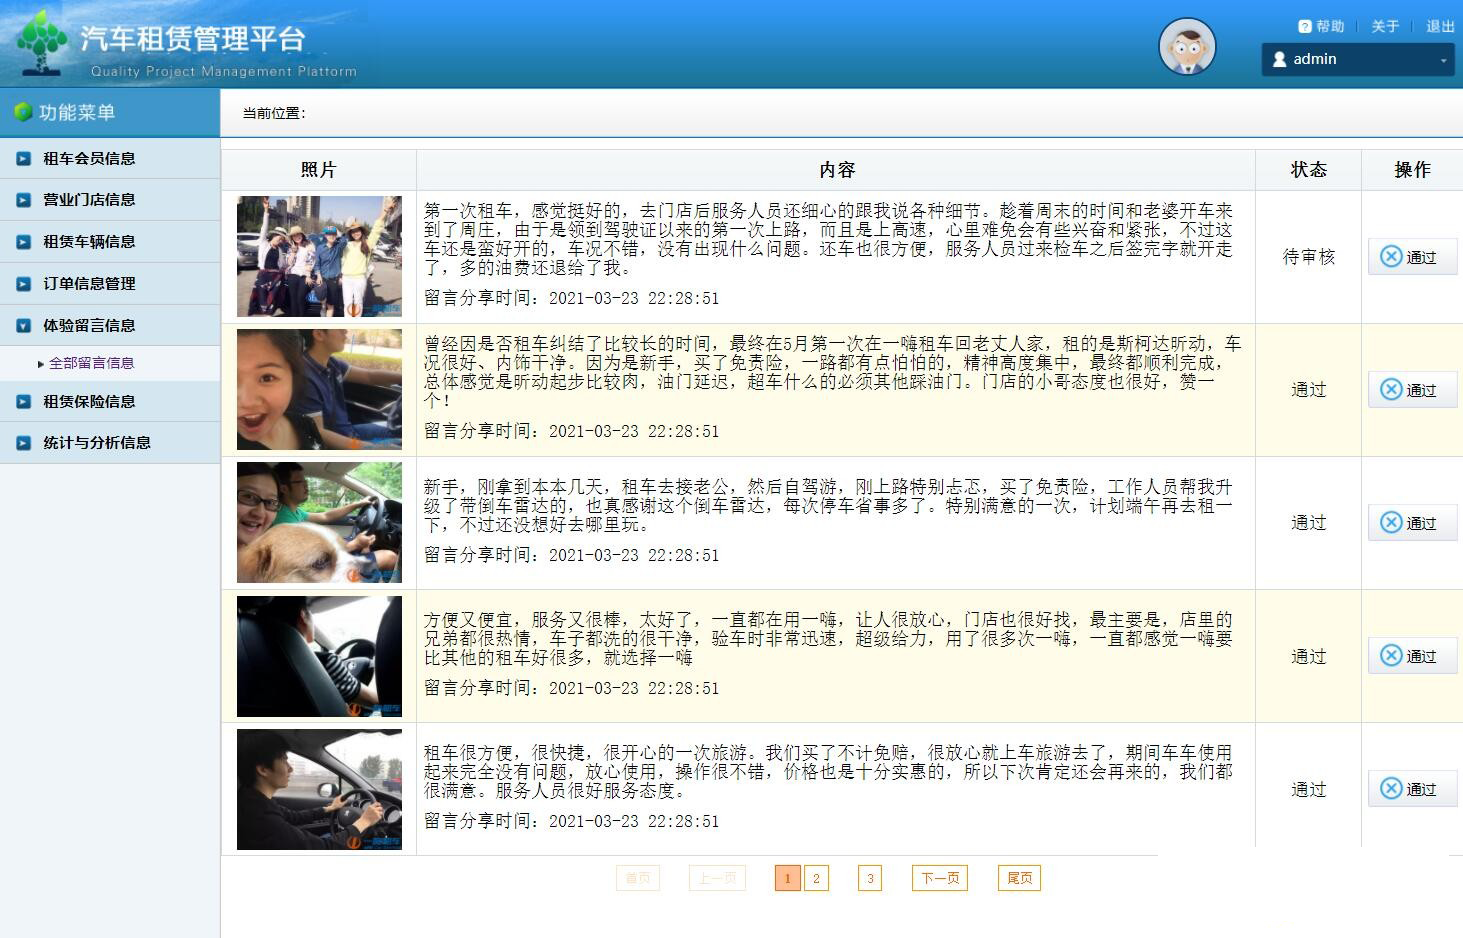 汽车租赁管理平台
Quality Project Management Plattorm
帮助
关于
退出
admin
功能菜单
当前位置：
租车会员信息
营业门店信息
租赁车辆信息
订单信息管理
体验留言信息
全部留言信息
租赁保险信息
统计与分析信息
照片
内容
状态
操作
第一次租车，感觉挺好的，去门店后服务人员还细心的跟我说各种细节。趁着周末的时间和老婆开车来
到了周庄，由于是领到驾驶证以来的第一次上路，而且是上高速，心里难免会有些兴奋和紧张，不过这
车还是蛮好开的，车况不错，没有出现什么问题。还车也很方便，服务人员过来检车之后签完字就开走
了，多的油费还退给了我。
留言分享时间：2021-03-23 22:28:51
待审核
通过
曾经因是否租车纠结了比较长的时间，最终在5月第一次在一嗨租车回老丈人家，租的是斯柯达昕动，车
况很好、内饰干净。因为是新手，买了免责险，一路都有点怕怕的，精神高度集中，最终都顺利完成，
总体感觉是昕动起步比较肉，油门延迟，超车什么的必须其他踩油门。门店的小哥态度也很好，赞一
个！
留言分享时间：2021-03-23 22:28:51
通过
通过
新手，刚拿到本本几天，租车去接老公，然后自驾游，刚上路特别忐忑，买了免责险，工作人员帮我升
级了带倒车雷达的，也真感谢这个倒车雷达，每次停车省事多了。特别满意的一次，计划端午再去租一
下，不过还没想好去哪里玩。
留言分享时间：2021-03-23 22:28:51
通过
通过
方便又便宜，服务又很棒，太好了，一直都在用一嗨，让人很放心，门店也很好找，最主要是，店里的
兄弟都很热情，车子都洗的很干净，验车时非常迅速，超级给力，用了很多次一嗨，一直都感觉一嗨要
比其他的租车好很多，就选择一嗨
留言分享时间：2021-03-23 22:28:51
通过
通过
租车很方便，很快捷，很开心的一次旅游。我们买了不计免赔，很放心就上车旅游去了，期间车车使用
起来完全没有问题，放心使用，操作很不错，价格也是十分实惠的，所以下次肯定还会再来的，我们都
很满意。服务人员很好服务态度。
留言分享时间：2021-03-23 22:28:51
通过
通过
首页
上一页
1
2
3
下一页
尾页